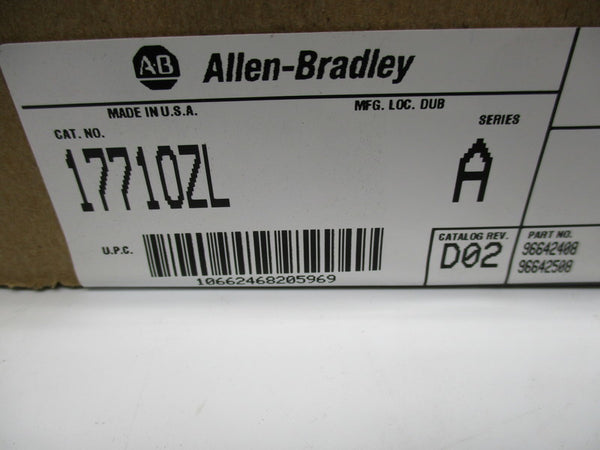 AB Allen-Bradley
MADE IN U.S.A. MFG. LOC. DUB
CAT. NO. SERIES
1771OZL A
U.P.C. CATALOG REV. PART NO.
10662468205969 D02 96642408
96642508